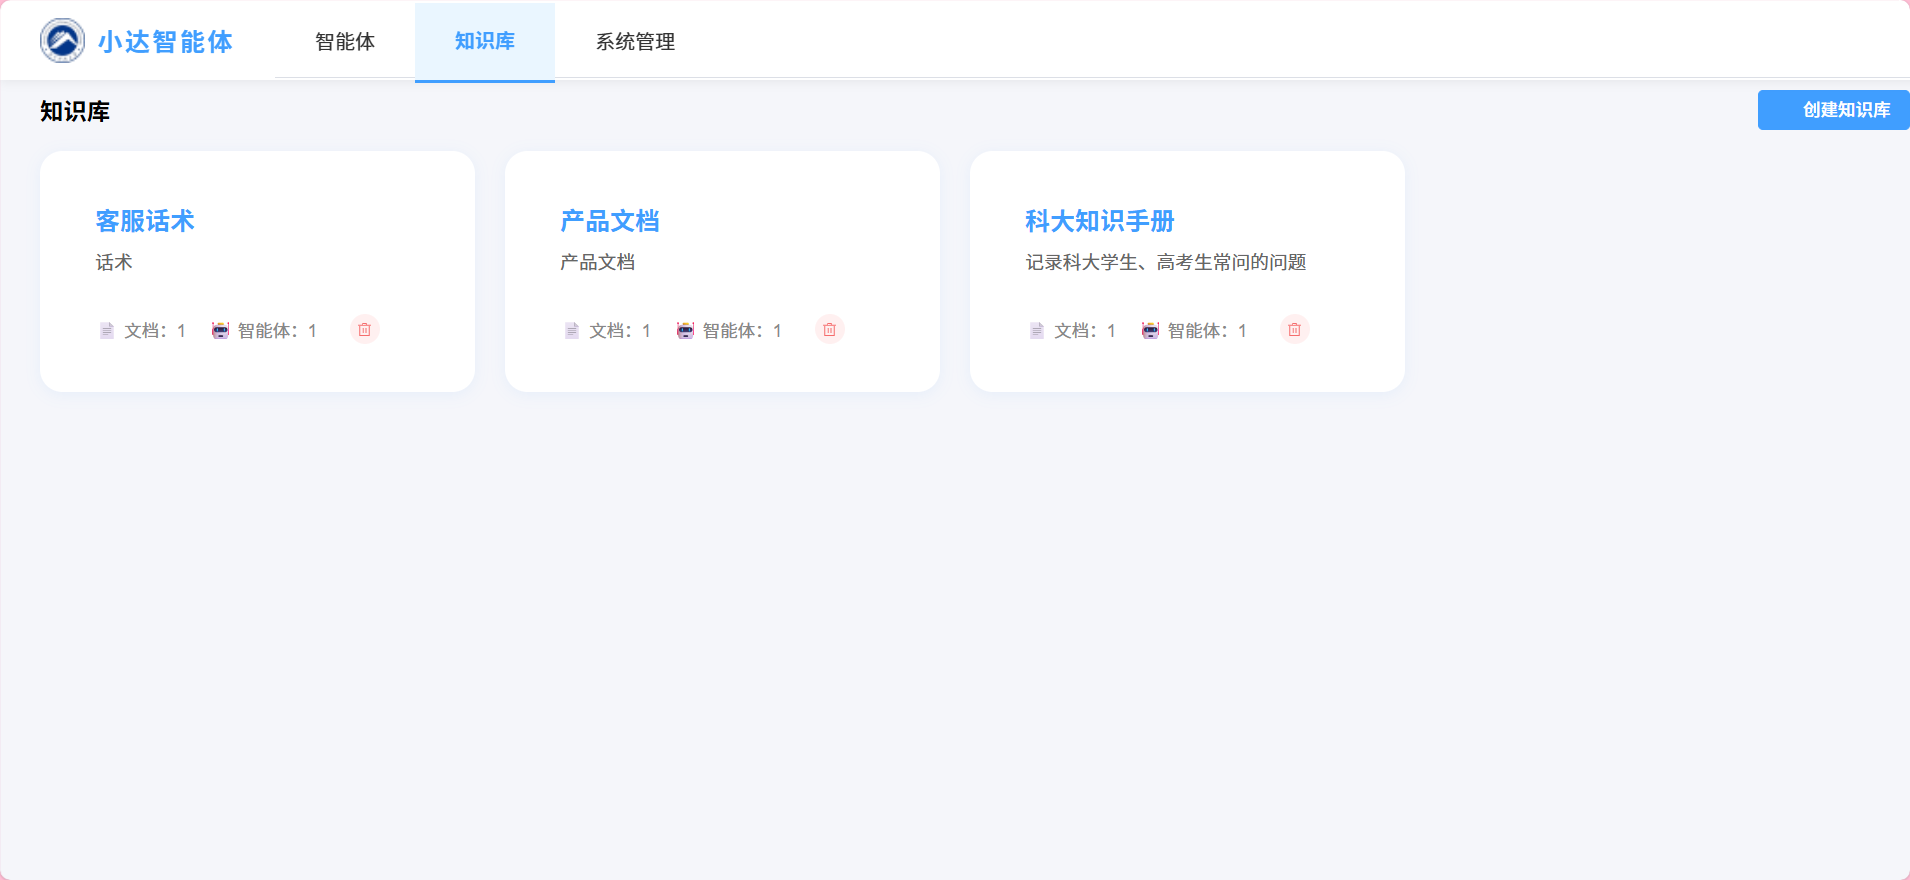 小达智能体
智能体
知识库
系统管理
知识库
创建知识库
客服话术
话术
文档：1 智能体：1
产品文档
产品文档
文档：1 智能体：1
科大知识手册
记录科大学生、高考生常问的问题
文档：1 智能体：1